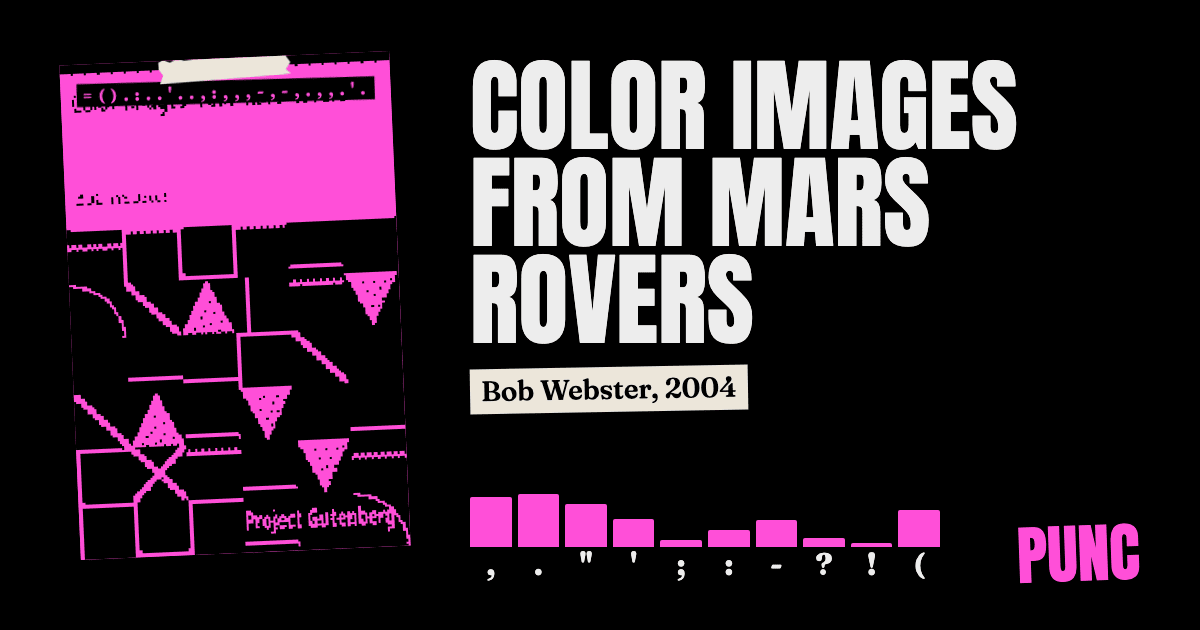 =().:..'..,:,,,-,-,.,,.'.
COLOR IMAGES
FROM MARS
ROVERS
Bob Webster, 2004
Project Gutenberg
, . " ' ; : - ? ! (
PUNC